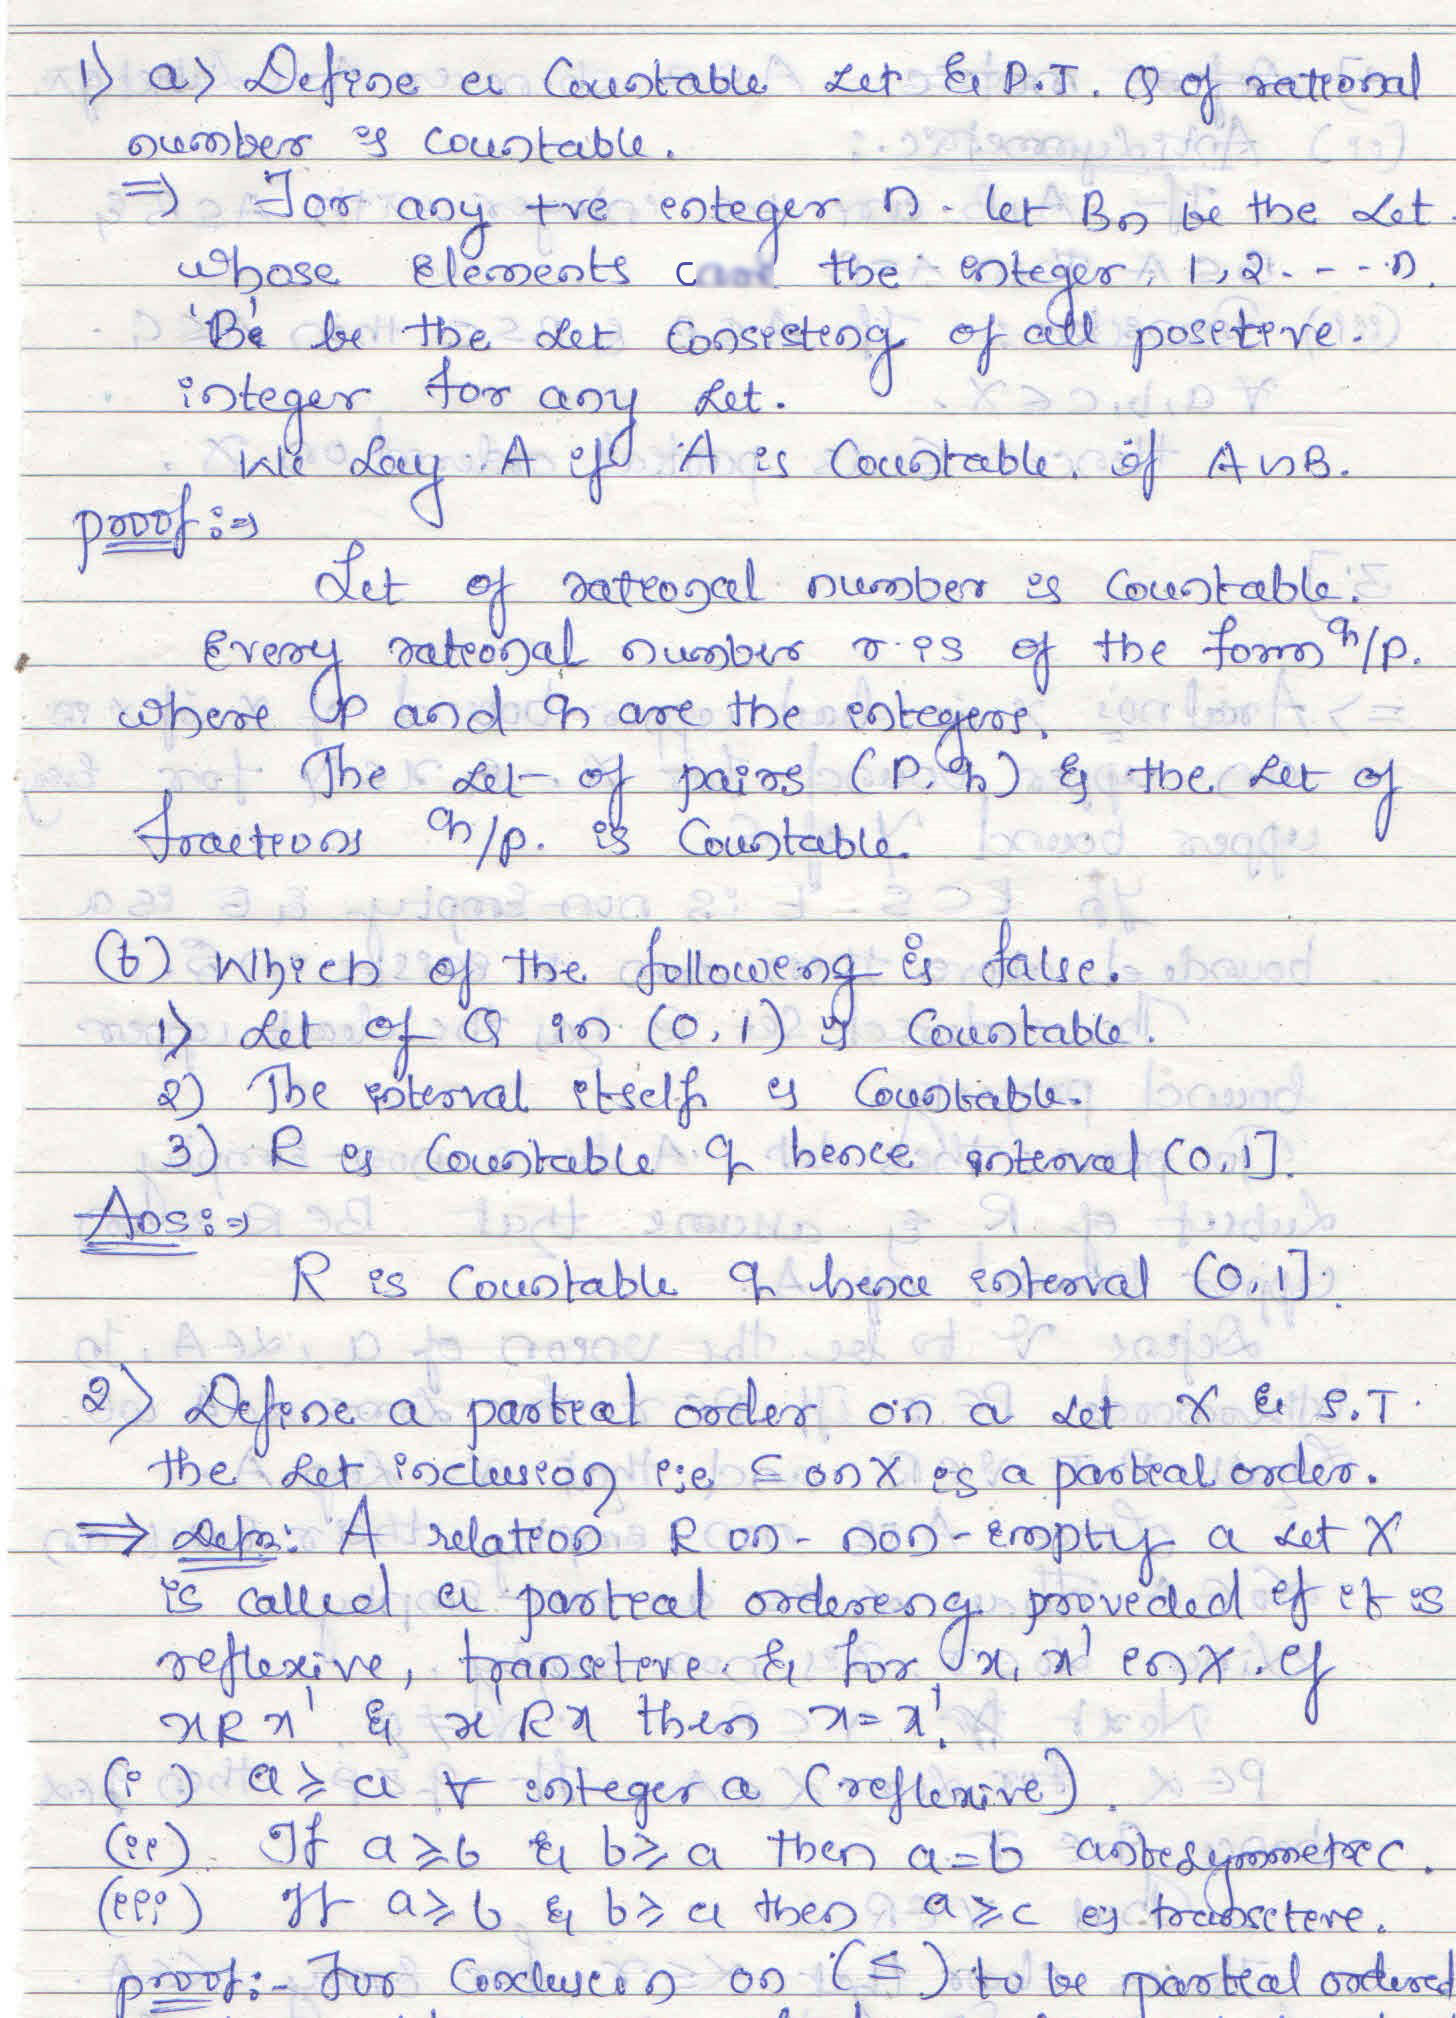 1) a) Define a Countable set & P.T. Q of rational
number is countable.
=> For any +ve integer n. let Bn be the set
whose Elements the integer, 1, 2 - - - n.
'B' be the set Consisting of all positive.
integer for any set.
We say A if A is Countable. if A ∽ B.
proof :=>
Set of rational number is Countable.
Every rational number r is of the form q/p.
where p and q are the integers.
The set of pairs (P, q) & the set of
fractions q/p. is Countable.
(b) Which of the following is false.
1) Set of Q in (0, 1) is Countable.
2) The interval itself is Countable.
3) R is Countable & hence interval (0, 1].
Ans :=>
R is Countable & hence interval (0, 1].
2) Define a partial order on a set X & S.T.
the set inclusion i;e ⊆ on X is a partial order.
=> Defn: A relation R on - non-empty a set X
is called a partial ordering. provided if it is
reflexive, transitive. & for x, x' in X. if
xRx' & x'Rx then x = x'.
(i) a ⩾ a ∀ integer a (reflexive).
(ii) If a ⩾ b & b ⩾ a then a = b antisymmetric.
(iii) If a ⩾ b & b ⩾ a then a ⩾ c is transitive.
proof:- For on (⊆) to be partial ordered